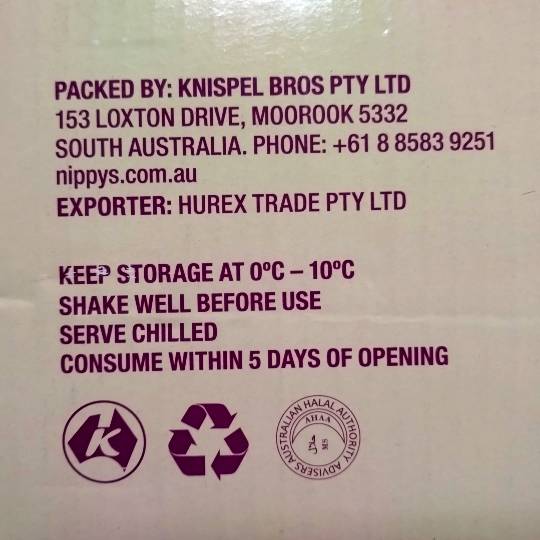 PACKED BY: KNISPEL BROS PTY LTD
153 LOXTON DRIVE, MOOROOK 5332
SOUTH AUSTRALIA. PHONE: +61 8 8583 9251
nippys.com.au
EXPORTER: HUREX TRADE PTY LTD
KEEP STORAGE AT 0ºC – 10ºC
SHAKE WELL BEFORE USE
SERVE CHILLED
CONSUME WITHIN 5 DAYS OF OPENING
K
AUSTRALIAN HALAL AUTHORITY ADVISERS
AHAA
MS